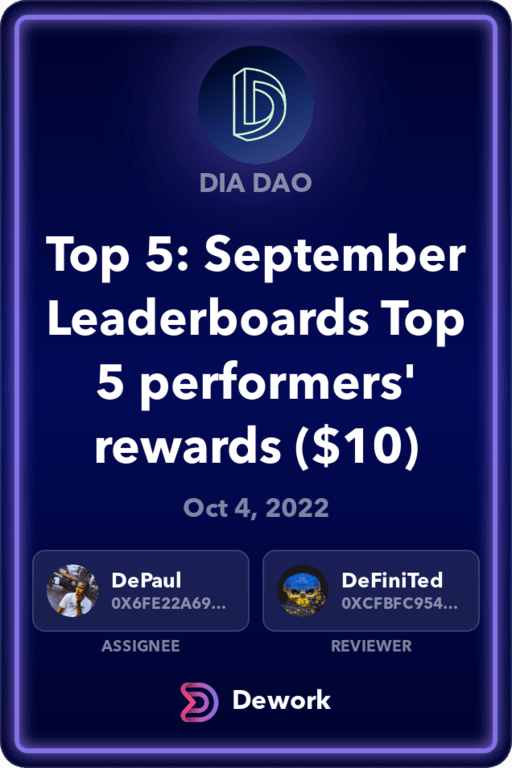 DIA DAO
Top 5: September
Leaderboards Top
5 performers'
rewards ($10)
Oct 4, 2022
DePaul
0X6FE22A69...
ASSIGNEE
DeFiniTed
0XCFBFC954...
REVIEWER
Dework